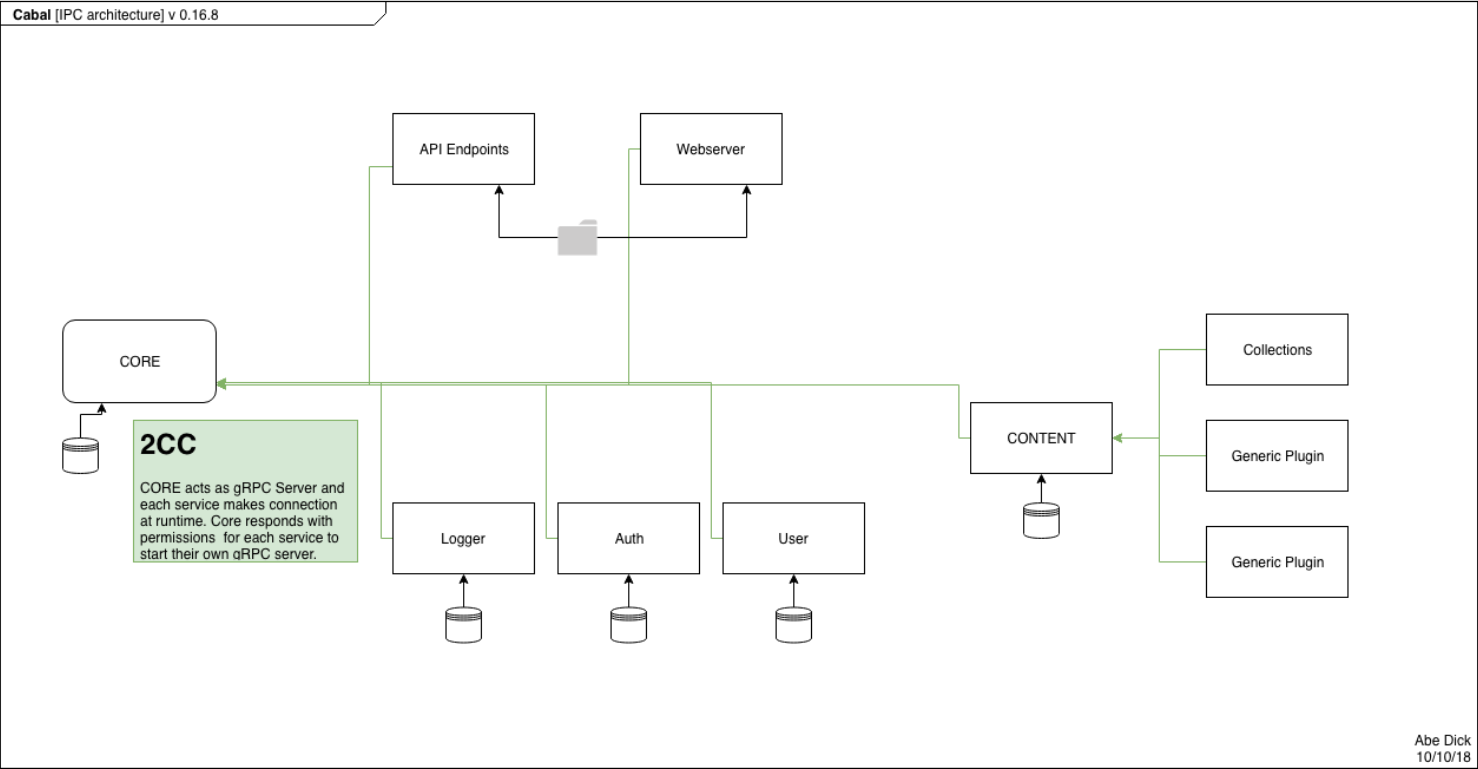 Cabal [IPC architecture] v 0.16.8
API Endpoints
Webserver
CORE
Collections
2CC
CORE acts as gRPC Server and
each service makes connection
at runtime. Core responds with
permissions for each service to
start their own gRPC server.
CONTENT
Generic Plugin
Logger
Auth
User
Generic Plugin
Abe Dick
10/10/18